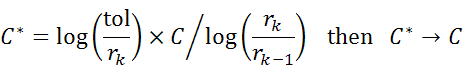 C* = log(tol/r_k) × C / log(r_k/r_{k−1}) then C* → C